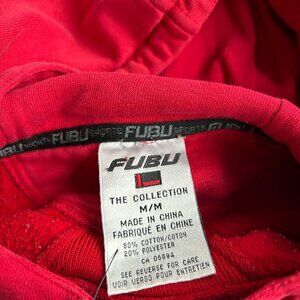 FUBU SPORTS FUBU SPORTS FUBU
FUBU
THE COLLECTION
M/M
MADE IN CHINA
FABRIQUÉ EN CHINE
80% COTTON/COTON
20% POLYESTER
CA 06694
SEE REVERSE FOR CARE
VOIR VERSO POUR ENTRETIEN